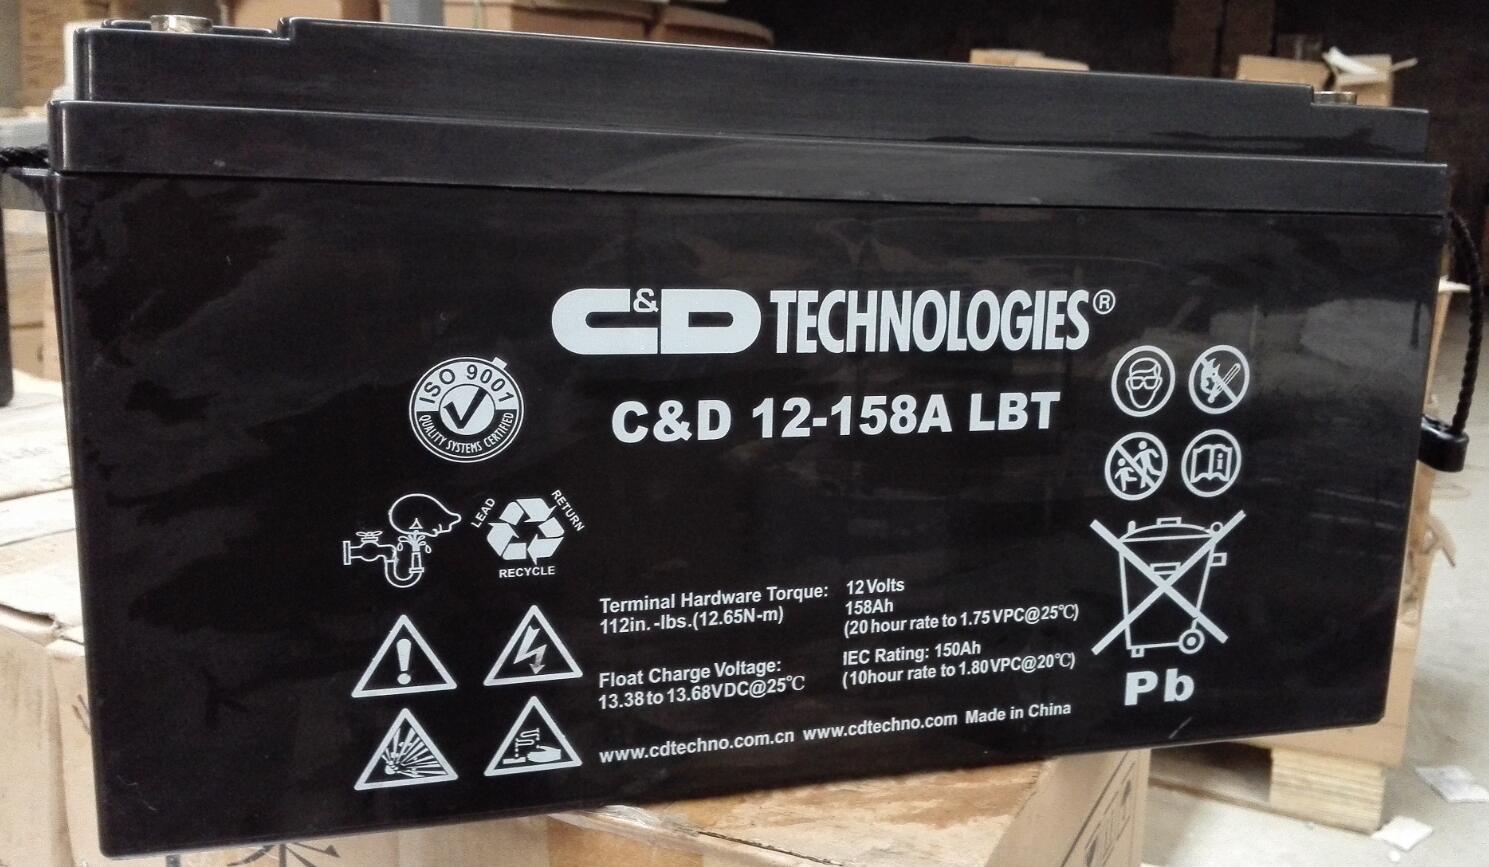 C&D TECHNOLOGIES®
C&D 12-158A LBT
ISO 9001
QUALITY SYSTEMS CERTIFIED
LEAD
RETURN
RECYCLE
Terminal Hardware Torque:
112in.-lbs.(12.65N-m)
Float Charge Voltage:
13.38 to 13.68VDC@25℃
12Volts
158Ah
(20 hour rate to 1.75VPC@25℃)
IEC Rating: 150Ah
(10hour rate to 1.80VPC@20℃)
www.cdtechno.com.cn www.cdtechno.com Made in China
Pb